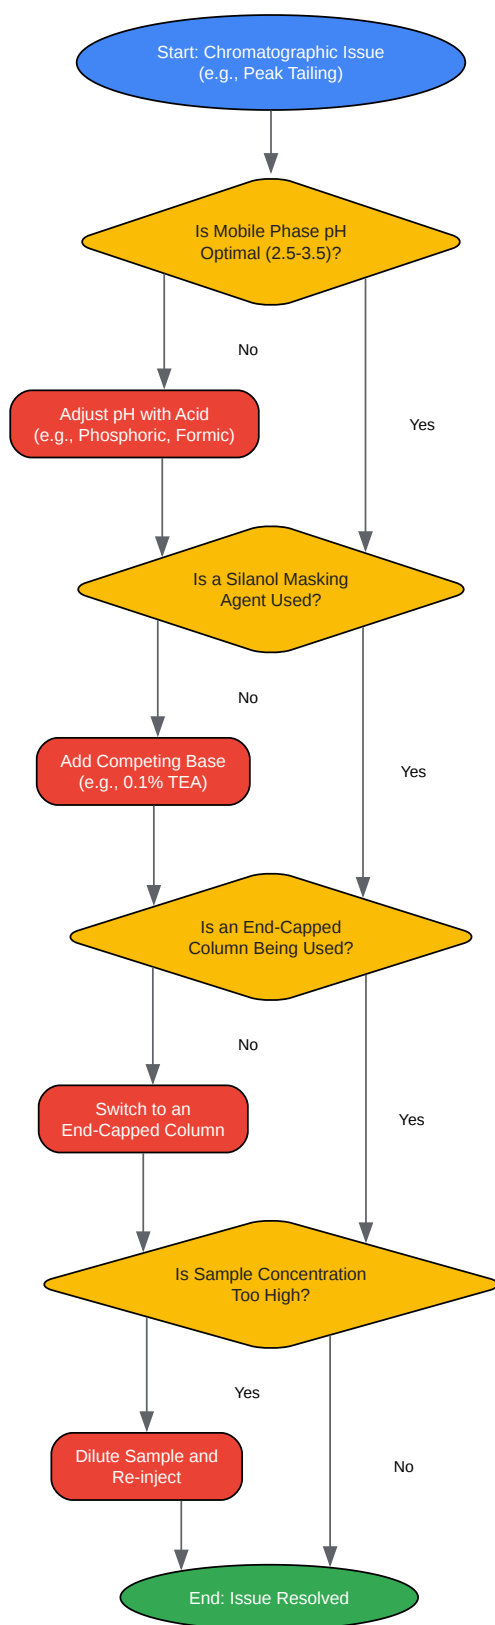 Start: Chromatographic Issue
(e.g., Peak Tailing)
Is Mobile Phase pH
Optimal (2.5-3.5)?
No
Adjust pH with Acid
(e.g., Phosphoric, Formic)
Yes
Is a Silanol Masking
Agent Used?
No
Add Competing Base
(e.g., 0.1% TEA)
Yes
Is an End-Capped
Column Being Used?
No
Switch to an
End-Capped Column
Yes
Is Sample Concentration
Too High?
Yes
Dilute Sample and
Re-inject
No
End: Issue Resolved